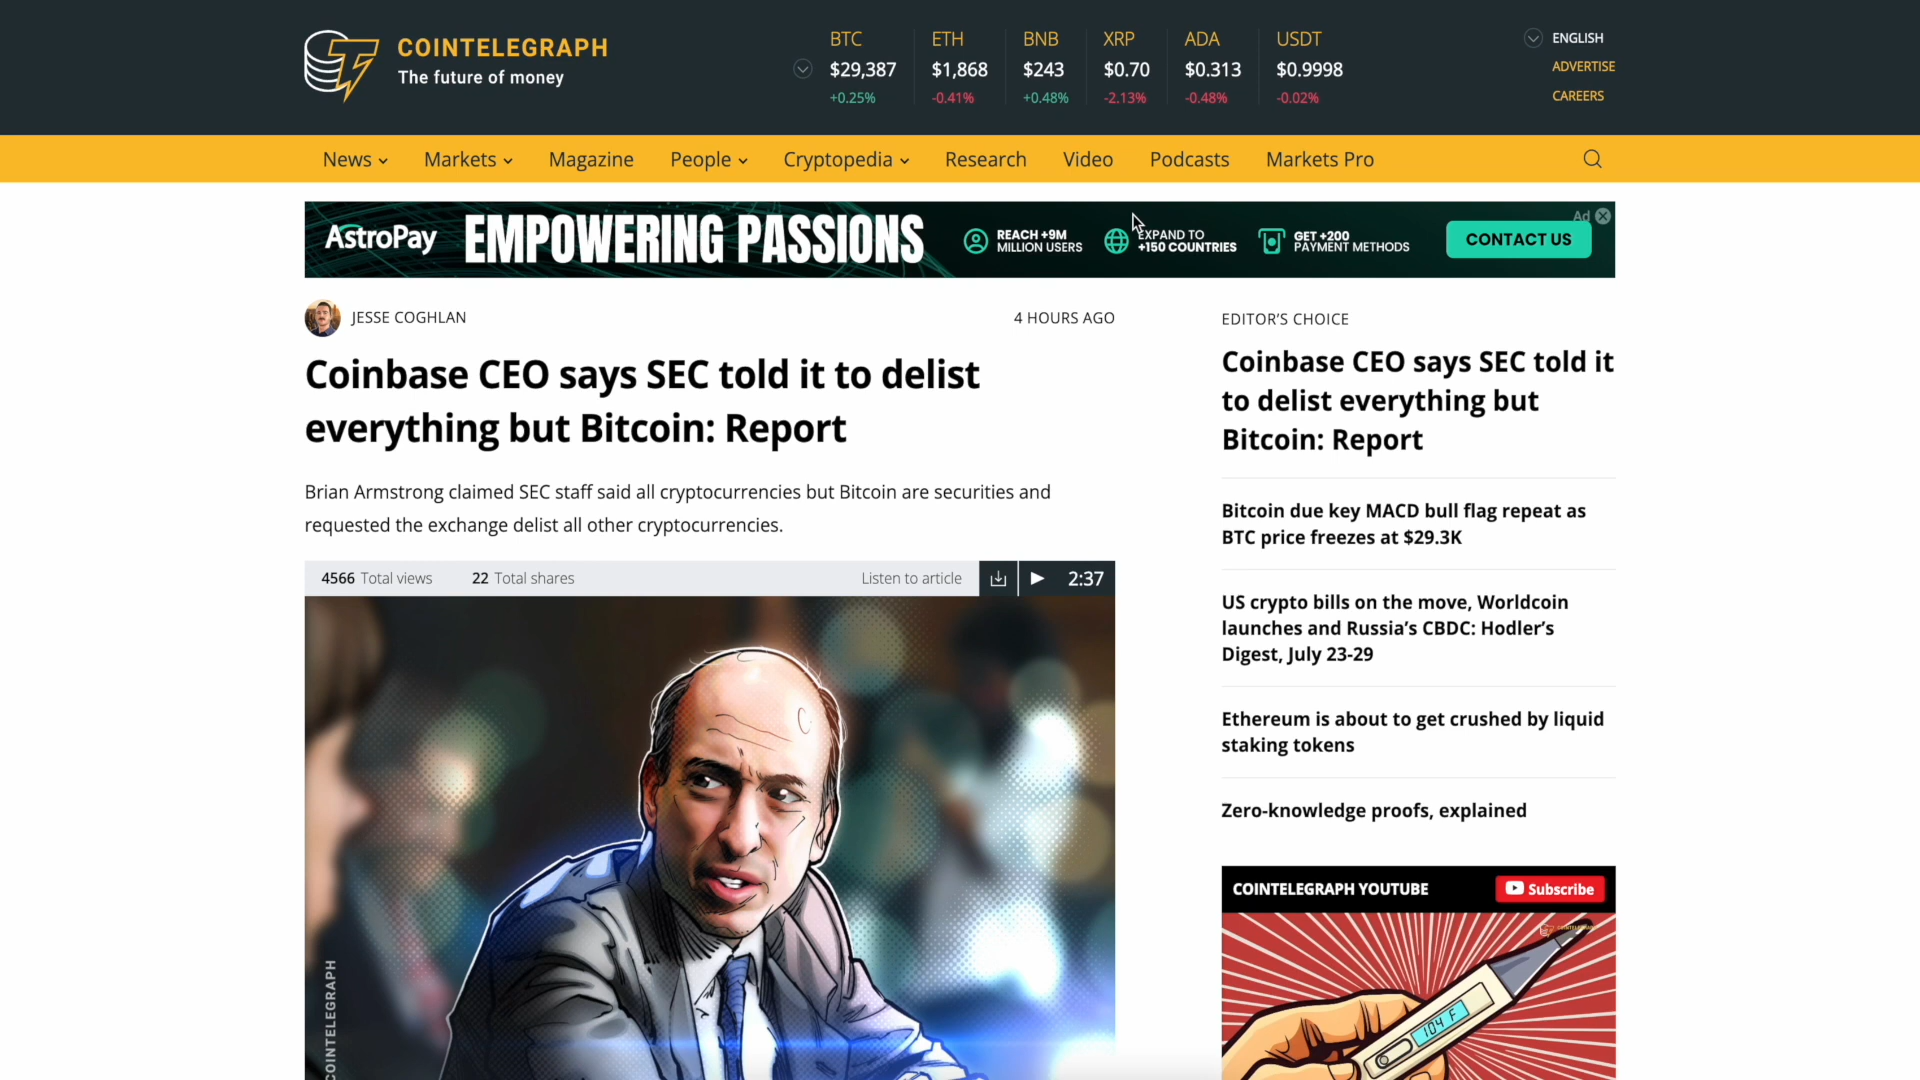 COINTELEGRAPH
The future of money
BTC
$29,387
+0.25%
ETH
$1,868
-0.41%
BNB
$243
+0.48%
XRP
$0.70
-2.13%
ADA
$0.313
-0.48%
USDT
$0.9998
-0.02%
ENGLISH
ADVERTISE
CAREERS
News
Markets
Magazine
People
Cryptopedia
Research
Video
Podcasts
Markets Pro
AstroPay
EMPOWERING PASSIONS
REACH +9M
MILLION USERS
EXPAND TO
+150 COUNTRIES
GET +200
PAYMENT METHODS
CONTACT US
Ad
JESSE COGHLAN
4 HOURS AGO
Coinbase CEO says SEC told it to delist
everything but Bitcoin: Report
Brian Armstrong claimed SEC staff said all cryptocurrencies but Bitcoin are securities and
requested the exchange delist all other cryptocurrencies.
4566 Total views
22 Total shares
Listen to article
2:37
COINTELEGRAPH
EDITOR’S CHOICE
Coinbase CEO says SEC told it
to delist everything but
Bitcoin: Report
Bitcoin due key MACD bull flag repeat as
BTC price freezes at $29.3K
US crypto bills on the move, Worldcoin
launches and Russia’s CBDC: Hodler’s
Digest, July 23-29
Ethereum is about to get crushed by liquid
staking tokens
Zero-knowledge proofs, explained
COINTELEGRAPH YOUTUBE
Subscribe
104 F